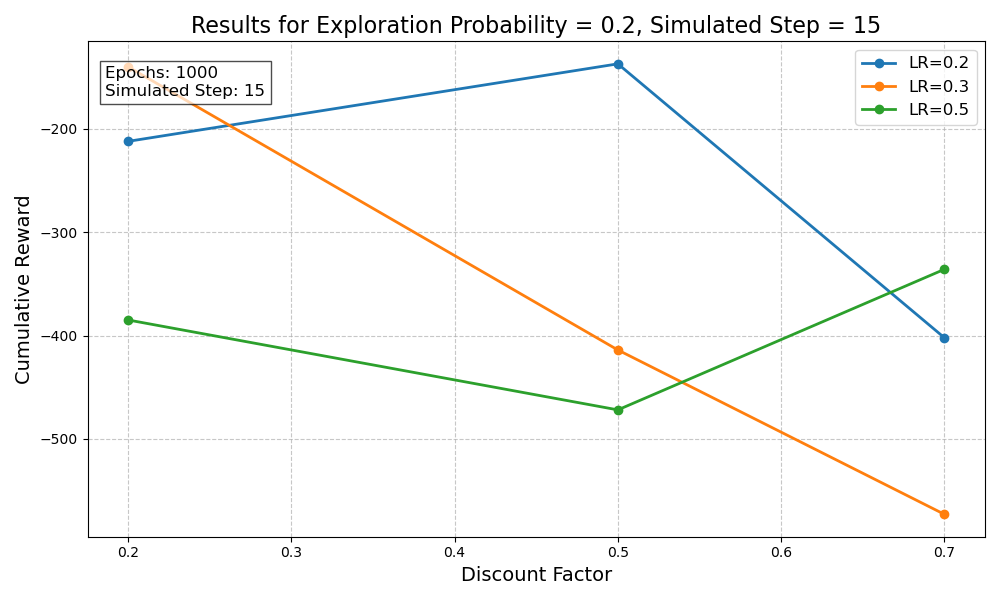 Results for Exploration Probability = 0.2, Simulated Step = 15
Epochs: 1000
Simulated Step: 15
LR=0.2
LR=0.3
LR=0.5
Cumulative Reward
−200
−300
−400
−500
0.2 0.3 0.4 0.5 0.6 0.7
Discount Factor